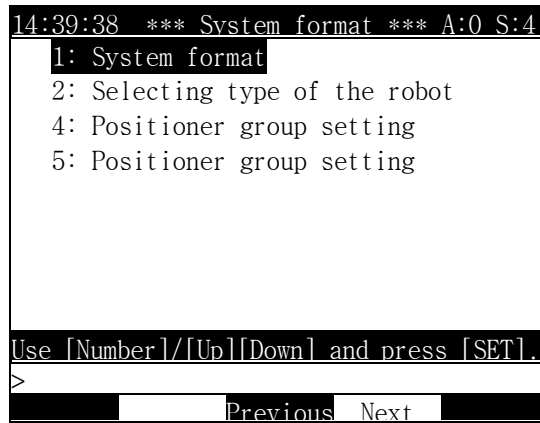 14:39:38 *** System format *** A:0 S:4
1: System format
2: Selecting type of the robot
4: Positioner group setting
5: Positioner group setting
Use [Number]/[Up][Down] and press [SET].
>
Previous Next